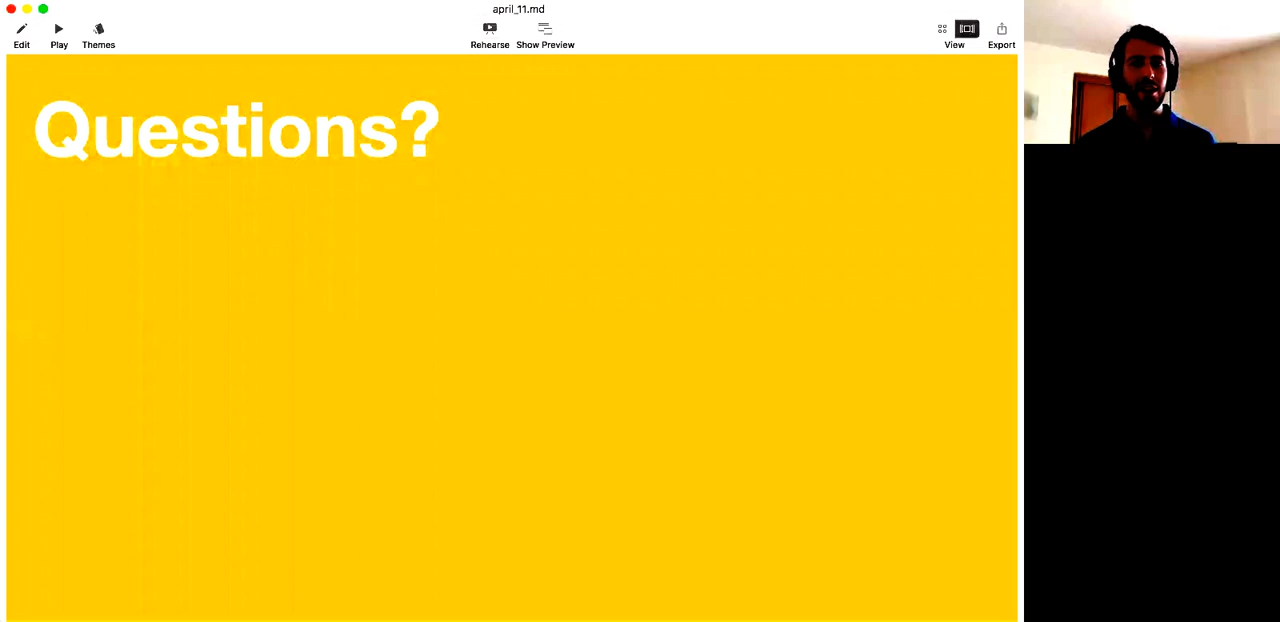 april_11.md
Edit Play Themes Rehearse Show Preview View Export
Questions?